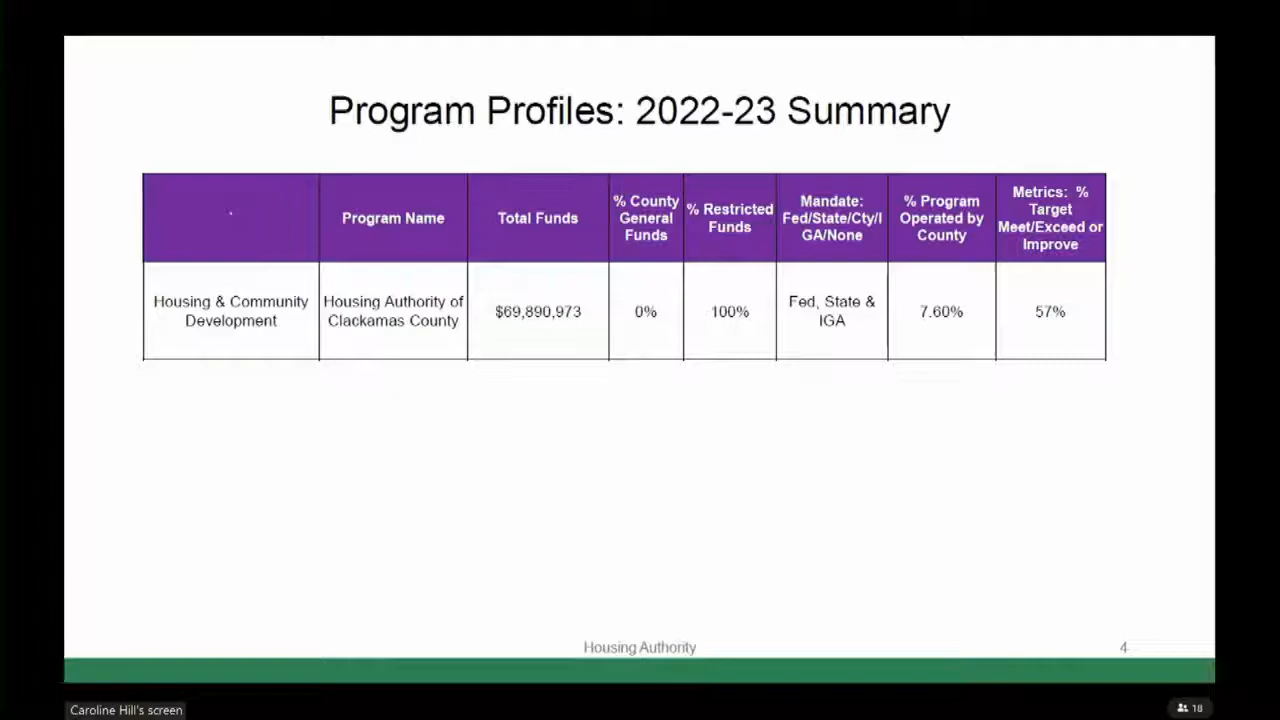 Program Profiles: 2022-23 Summary
Program Name
Total Funds
% County
General
Funds
% Restricted
Funds
Mandate:
Fed/State/Cty/I
GA/None
% Program
Operated by
County
Metrics: %
Target
Meet/Exceed or
Improve
Housing & Community
Development
Housing Authority of
Clackamas County
$69,890,973
0%
100%
Fed, State &
IGA
7.60%
57%
Housing Authority
4
Caroline Hill's screen
18